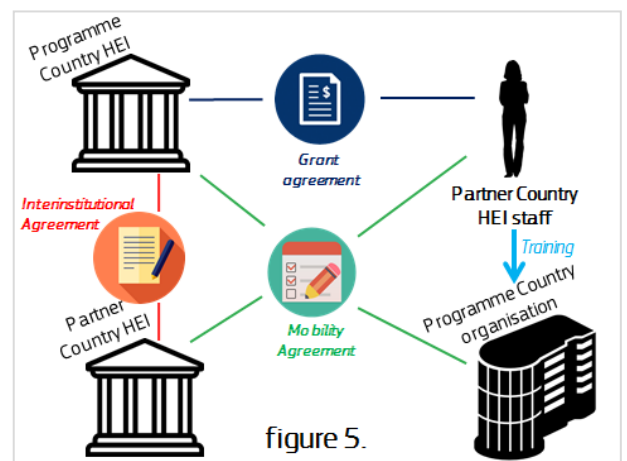 Programme
Country HEI
$
Grant
agreement
Partner Country
HEI staff
Interinstitutional
Agreement
Training
Partner
Country HEI
Programme Country
organisation
Mobility
Agreement
figure 5.